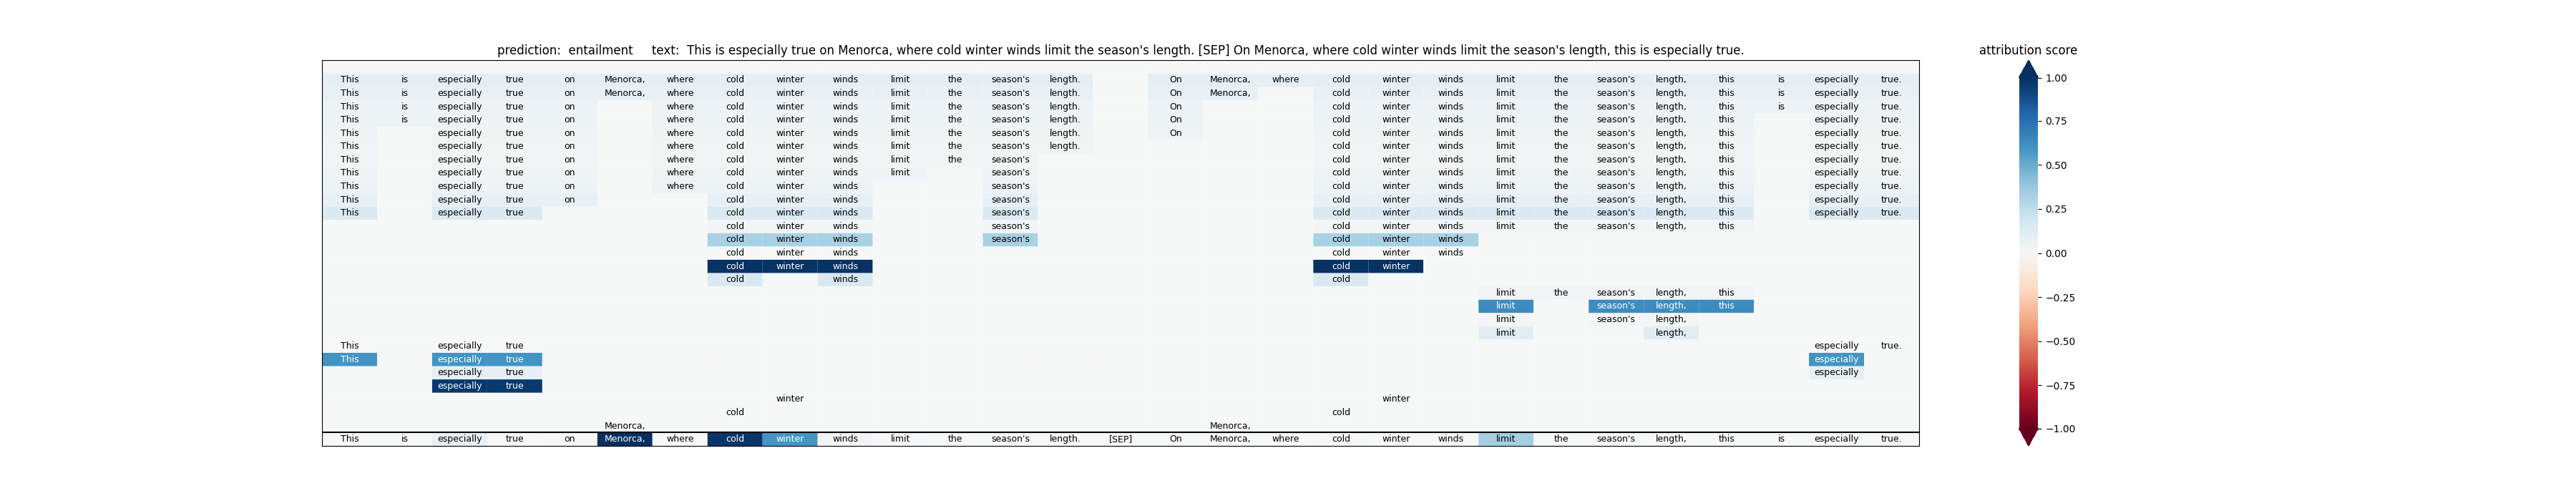 prediction: entailment text: This is especially true on Menorca, where cold winter winds limit the season's length. [SEP] On Menorca, where cold winter winds limit the season's length, this is especially true.
attribution score
This is especially true on Menorca, where cold winter winds limit the season's length. On Menorca, where cold winter winds limit the season's length, this is especially true.
This is especially true on Menorca, where cold winter winds limit the season's length. On Menorca, cold winter winds limit the season's length, this is especially true.
This is especially true on where cold winter winds limit the season's length. On cold winter winds limit the season's length, this is especially true.
This is especially true on where cold winter winds limit the season's length. On cold winter winds limit the season's length, this especially true.
This especially true on where cold winter winds limit the season's length. On cold winter winds limit the season's length, this especially true.
This especially true on where cold winter winds limit the season's length. cold winter winds limit the season's length, this especially true.
This especially true on where cold winter winds limit the season's cold winter winds limit the season's length, this especially true.
This especially true on where cold winter winds limit season's cold winter winds limit the season's length, this especially true.
This especially true on where cold winter winds season's cold winter winds limit the season's length, this especially true.
This especially true on cold winter winds season's cold winter winds limit the season's length, this especially true.
This especially true cold winter winds season's cold winter winds limit the season's length, this especially true.
cold winter winds season's cold winter winds limit the season's length, this
cold winter winds season's cold winter winds
cold winter winds cold winter winds
cold winter winds cold winter
cold winds cold
limit the season's length, this
limit season's length, this
limit season's length,
limit length,
This especially true especially true.
This especially true especially
especially true especially
especially true
winter winter
cold cold
Menorca, Menorca,
This is especially true on Menorca, where cold winter winds limit the season's length. [SEP] On Menorca, where cold winter winds limit the season's length, this is especially true.
1.00
0.75
0.50
0.25
0.00
−0.25
−0.50
−0.75
−1.00